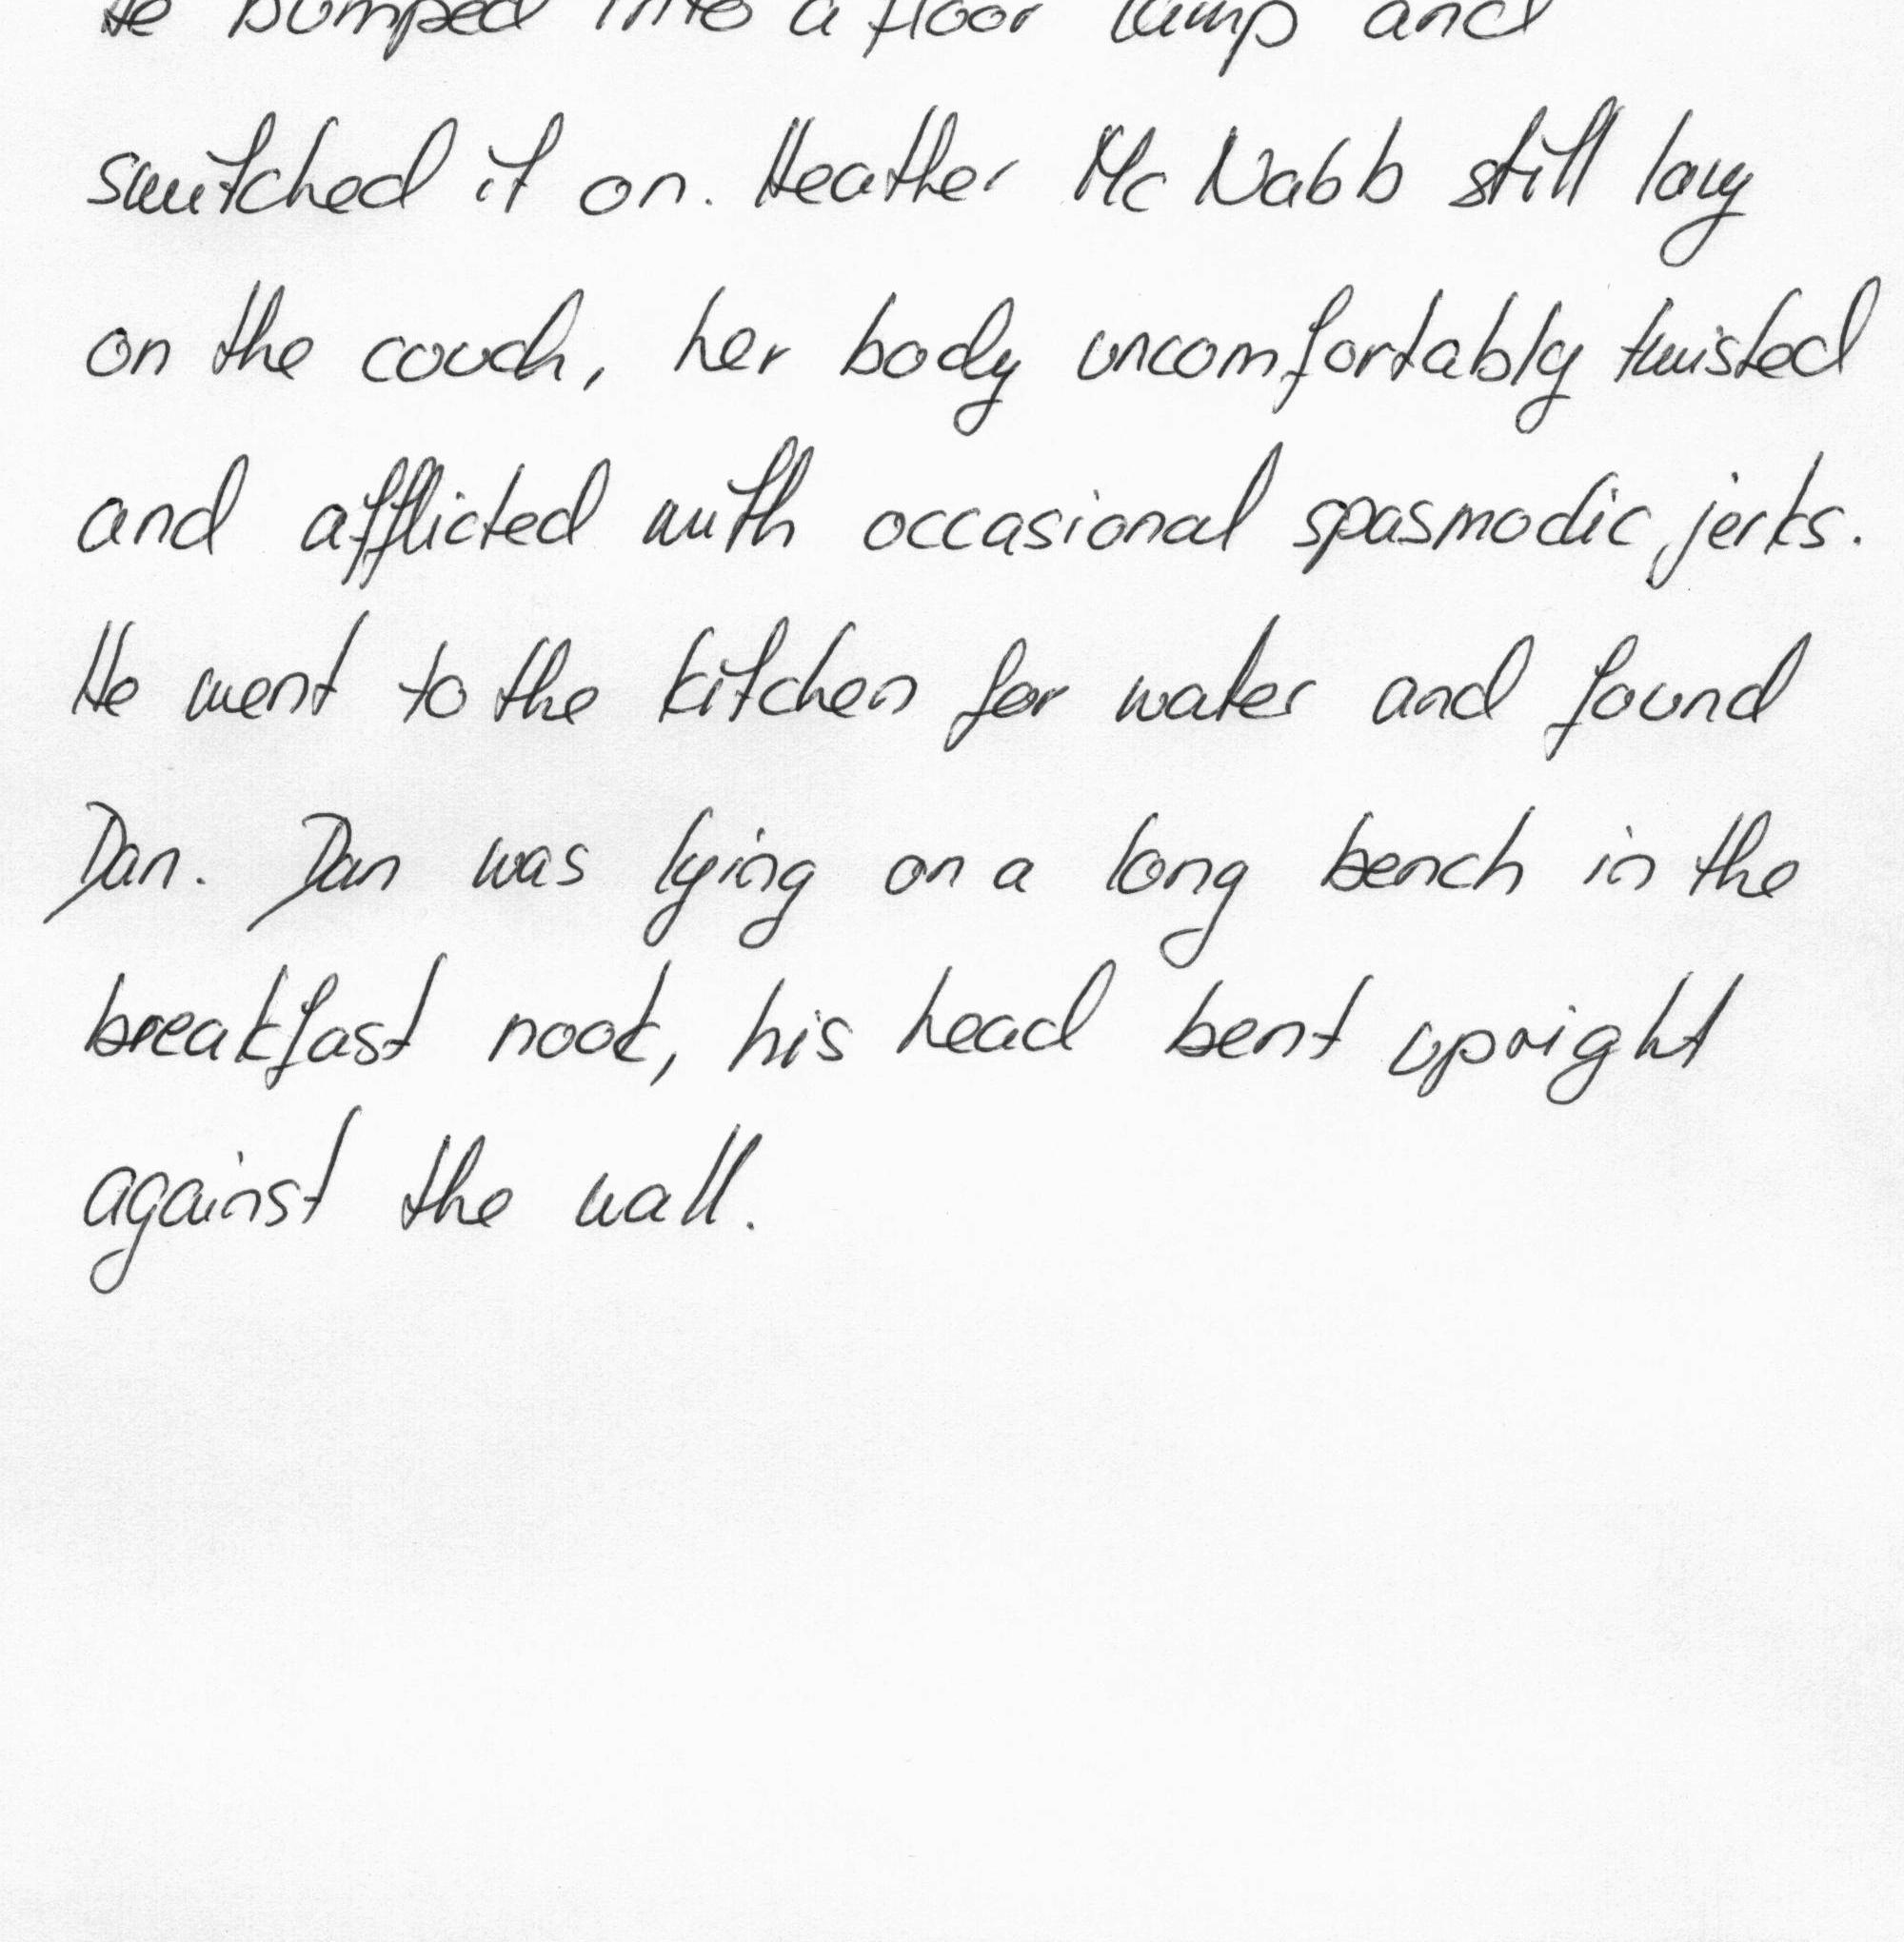 He bumped into a floor lamp and
switched it on. Heather McNabb still lay
on the couch, her body uncomfortably twisted
and afflicted with occasional spasmodic jerks.
He went to the kitchen for water and found
Dan. Dan was lying on a long bench in the
breakfast nook, his head bent upright
against the wall.